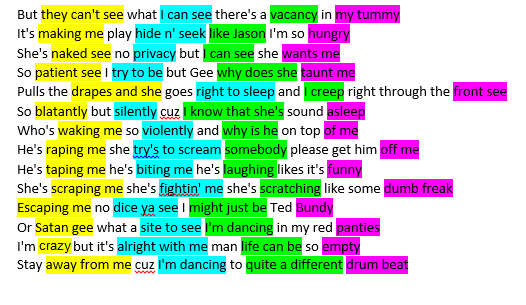 But they can't see what I can see there's a vacancy in my tummy
It's making me play hide n' seek like Jason I'm so hungry
She's naked see no privacy but I can see she wants me
So patient see I try to be but Gee why does she taunt me
Pulls the drapes and she goes right to sleep and I creep right through the front see
So blatantly but silently cuz I know that she's sound asleep
Who's waking me so violently and why is he on top of me
He's raping me she try's to scream somebody please get him off me
He's taping me he's biting me he's laughing likes it's funny
She's scraping me she's fightin' me she's scratching like some dumb freak
Escaping me no dice ya see I might just be Ted Bundy
Or Satan gee what a site to see I'm dancing in my red panties
I'm crazy but it's alright with me man life can be so empty
Stay away from me cuz I'm dancing to quite a different drum beat